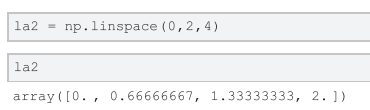 la2 = np.linspace(0,2,4)
la2
array([0. , 0.66666667, 1.33333333, 2. ])